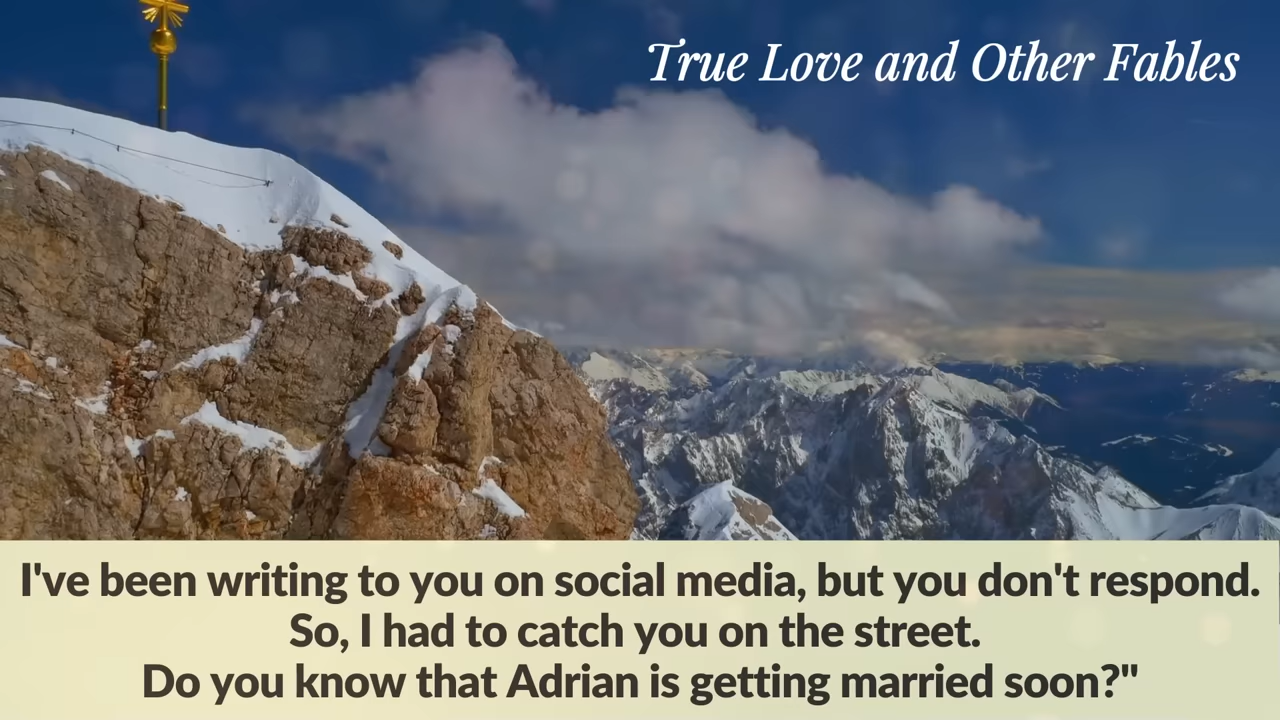 True Love and Other Fables
I've been writing to you on social media, but you don't respond.
So, I had to catch you on the street.
Do you know that Adrian is getting married soon?"